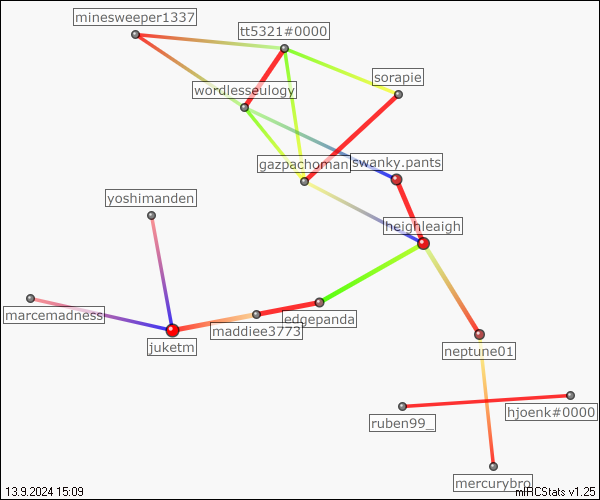 minesweeper1337
tt5321#0000
sorapie
wordlesseulogy
gazpachoman
swanky.pants
yoshimanden
heighleaigh
marcemadness
edgepanda
maddiee3773
juketm
neptune01
hjoenk#0000
ruben99_
mercurybro
13.9.2024 15:09
mIRCStats v1.25